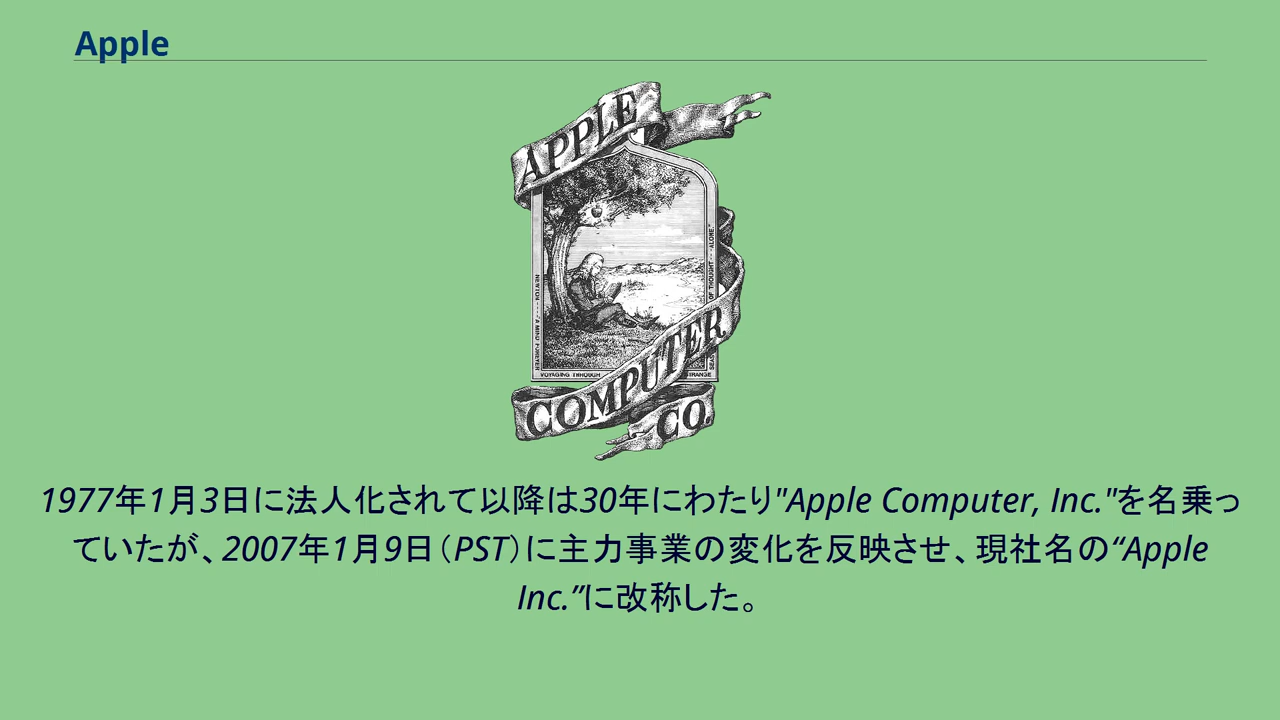 Apple
APPLE
NEWTON --- "A MIND FOREVER
VOYAGING THROUGH
STRANGE
SEA
OF THOUGHT --- ALONE."
COMPUTER
CO.
1977年1月3日に法人化されて以降は30年にわたり"Apple Computer, Inc."を名乗っ
ていたが、2007年1月9日（PST）に主力事業の変化を反映させ、現社名の“Apple
Inc.”に改称した。